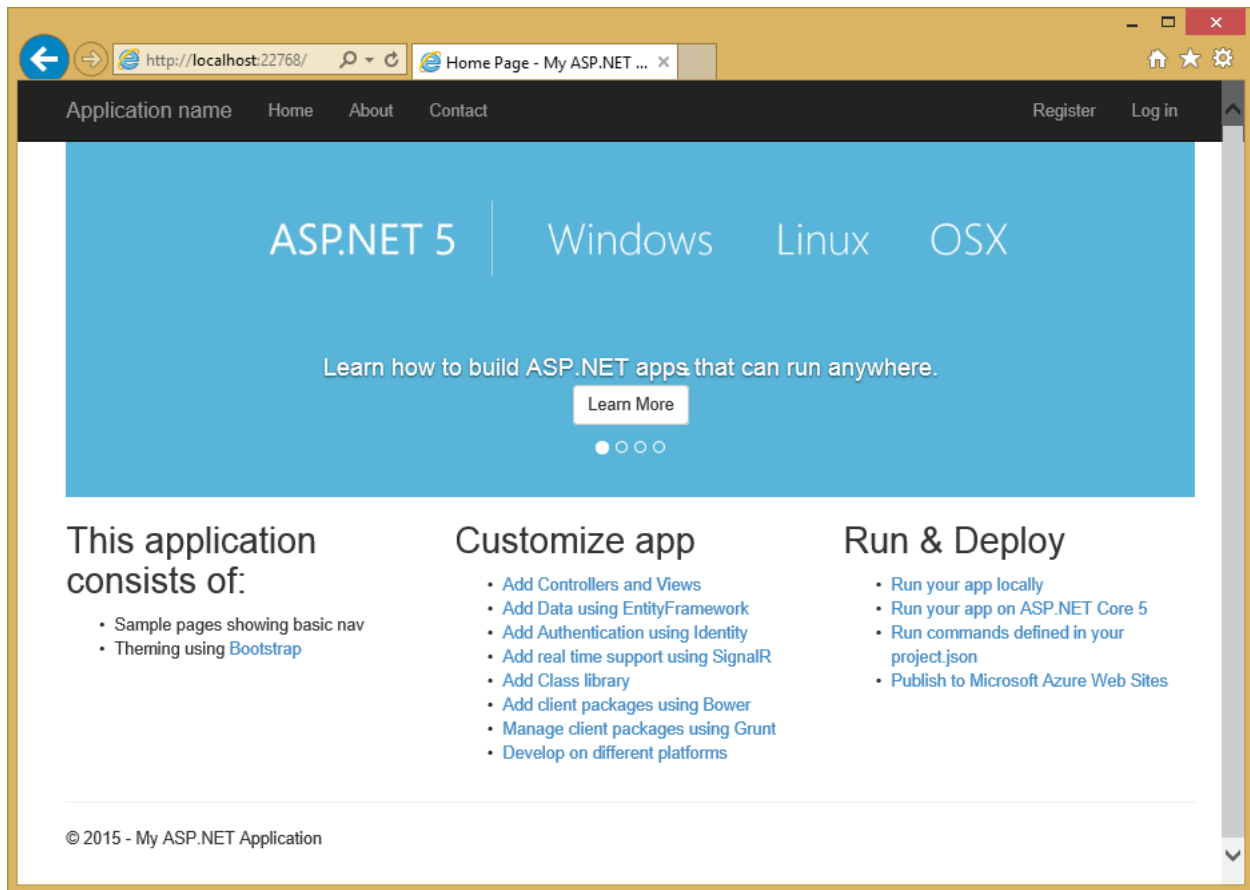 http://localhost:22768/
Home Page - My ASP.NET ...
Application name Home About Contact Register Log in
ASP.NET 5 Windows Linux OSX
Learn how to build ASP.NET apps that can run anywhere.
Learn More
This application
consists of:
• Sample pages showing basic nav
• Theming using Bootstrap
Customize app
• Add Controllers and Views
• Add Data using EntityFramework
• Add Authentication using Identity
• Add real time support using SignalR
• Add Class library
• Add client packages using Bower
• Manage client packages using Grunt
• Develop on different platforms
Run & Deploy
• Run your app locally
• Run your app on ASP.NET Core 5
• Run commands defined in your
project.json
• Publish to Microsoft Azure Web Sites
© 2015 - My ASP.NET Application